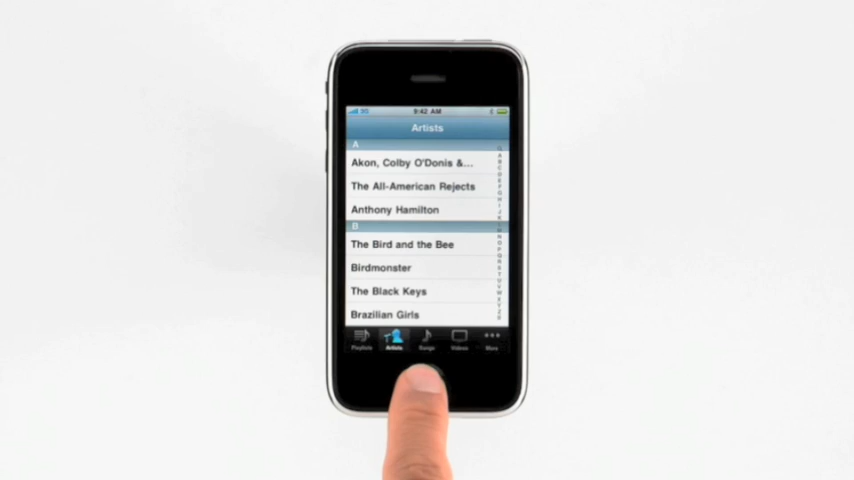 3G 9:42 AM
Artists
A
Akon, Colby O'Donis &...
The All-American Rejects
Anthony Hamilton
B
The Bird and the Bee
Birdmonster
The Black Keys
Brazilian Girls
Playlists Artists Songs Videos More